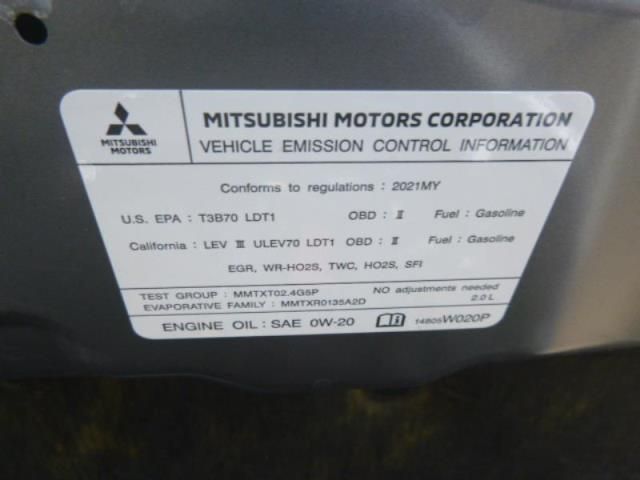 MITSUBISHI MOTORS
MITSUBISHI MOTORS CORPORATION
VEHICLE EMISSION CONTROL INFORMATION
Conforms to regulations : 2021MY
U.S. EPA : T3B70 LDT1 OBD : II Fuel : Gasoline
California : LEV III ULEV70 LDT1 OBD : II Fuel : Gasoline
EGR, WR-HO2S, TWC, HO2S, SFI
TEST GROUP : MMTXT02.4G5P NO adjustments needed
EVAPORATIVE FAMILY : MMTXR0135A2D 2.0 L
ENGINE OIL : SAE 0W-20 14805W020P